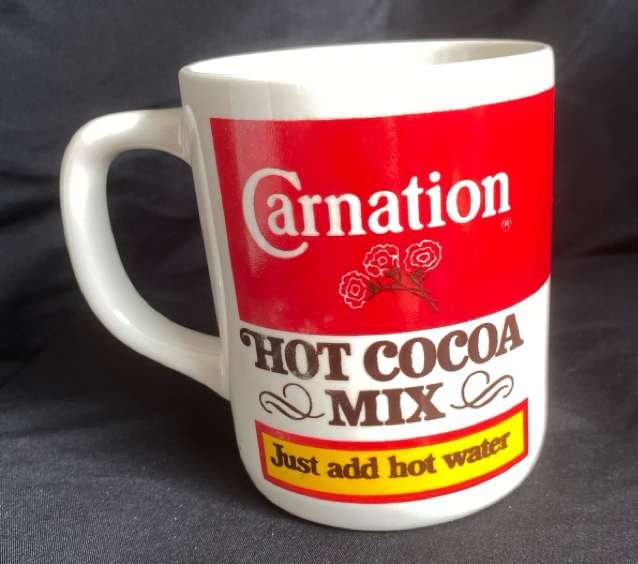 Carnation®
HOT COCOA
MIX
Just add hot water